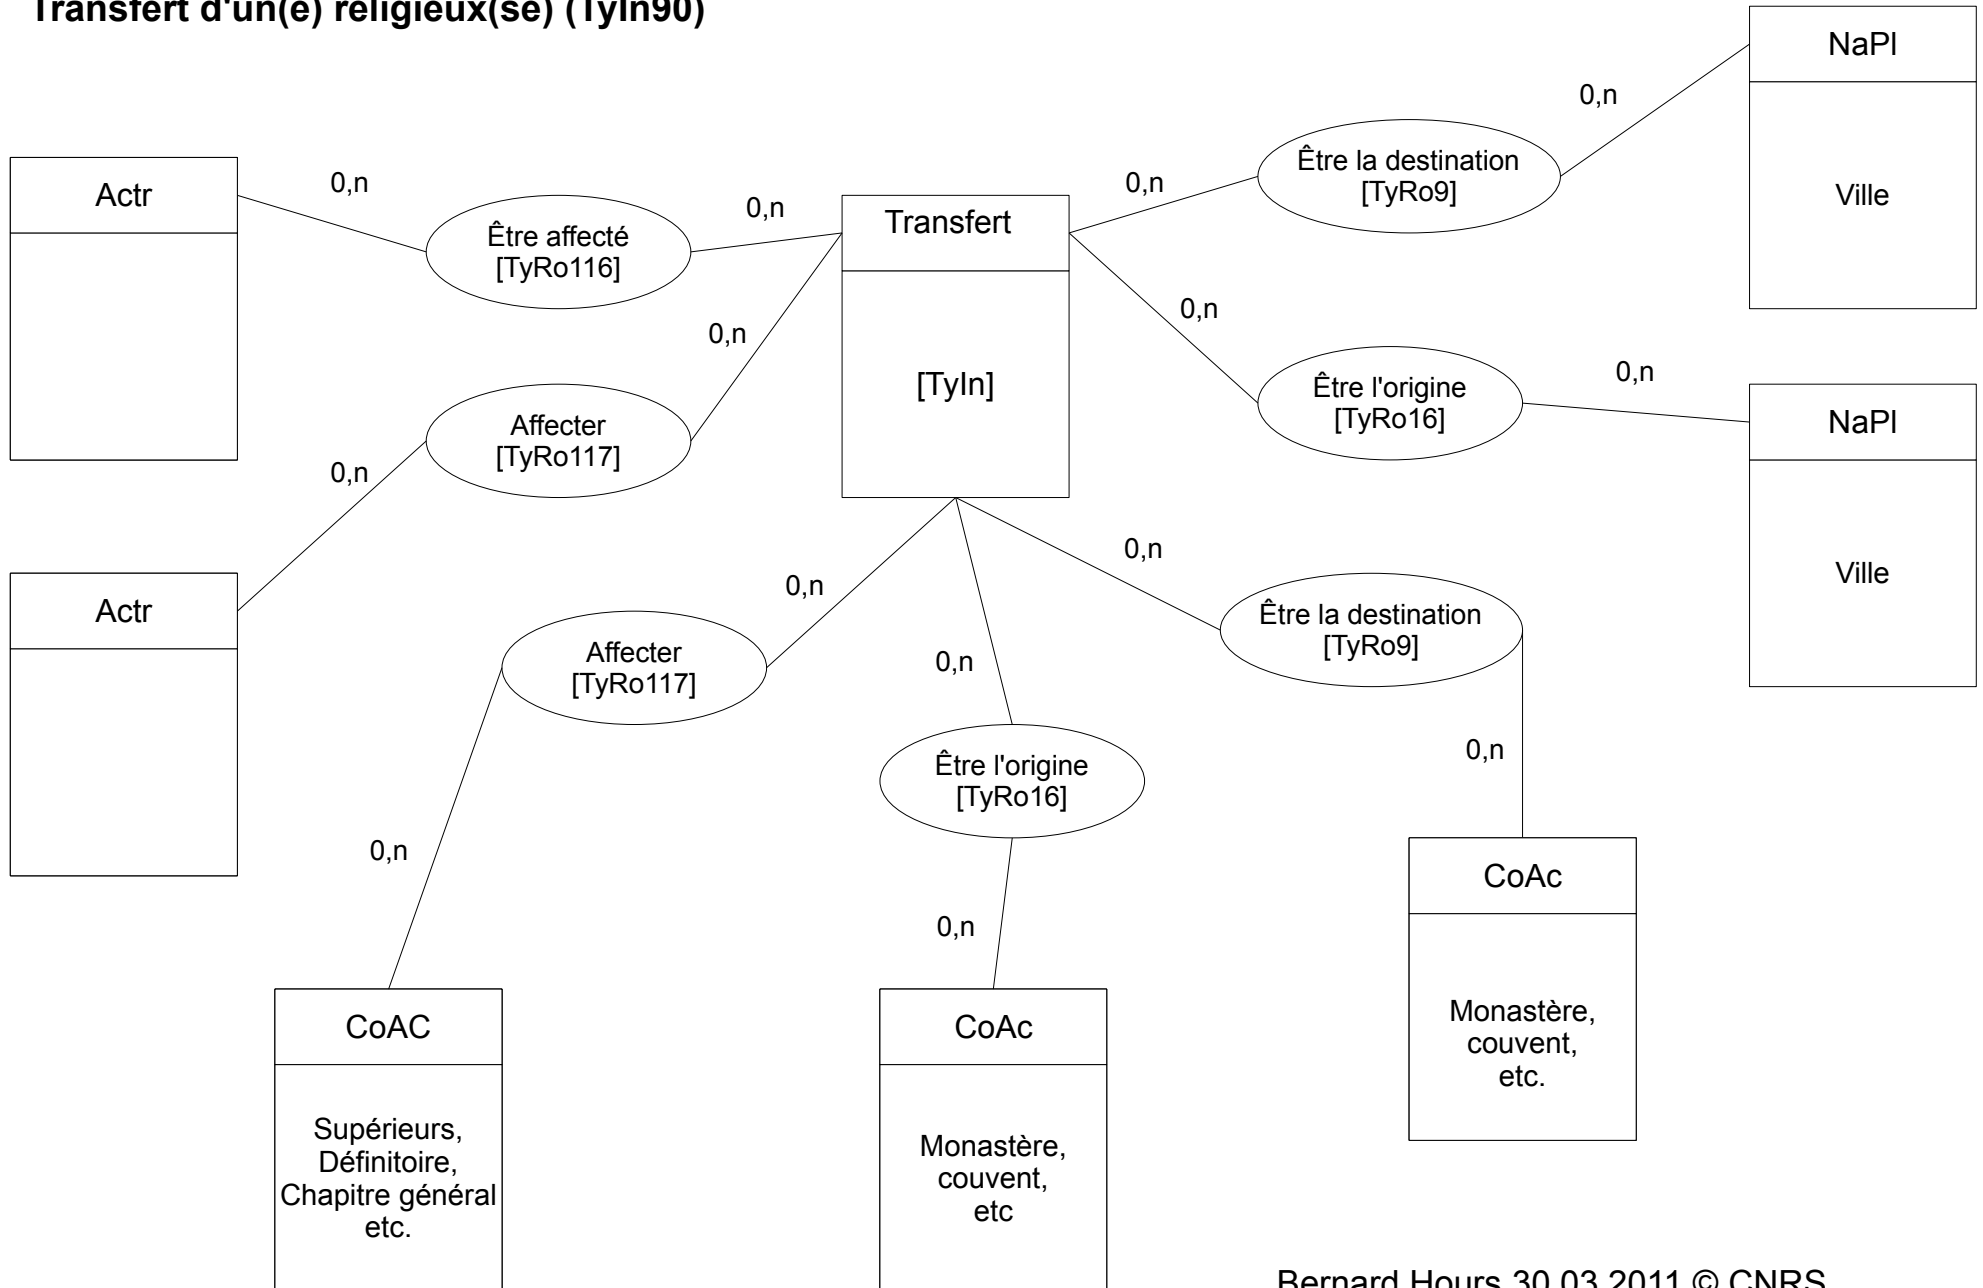 Transfert d'un(e) religieux(se) (TyIn90)
NaPl
Ville
0,n
Être la destination
[TyRo9]
0,n
Actr
0,n
Être affecté
[TyRo116]
0,n
Transfert
[TyIn]
0,n
Affecter
[TyRo117]
0,n
Actr
0,n
Être l'origine
[TyRo16]
0,n
NaPl
Ville
0,n
Affecter
[TyRo117]
0,n
0,n
Être l'origine
[TyRo16]
0,n
0,n
Être la destination
[TyRo9]
0,n
CoAc
Monastère,
couvent,
etc.
CoAC
Supérieurs,
Définitoire,
Chapitre général
etc.
CoAc
Monastère,
couvent,
etc
Bernard Hours 30.03.2011 © CNRS